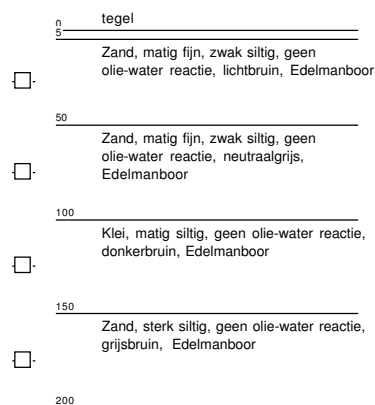 0 tegel
5
Zand, matig fijn, zwak siltig, geen
olie-water reactie, lichtbruin, Edelmanboor
50
Zand, matig fijn, zwak siltig, geen
olie-water reactie, neutraalgrijs,
Edelmanboor
100
Klei, matig siltig, geen olie-water reactie,
donkerbruin, Edelmanboor
150
Zand, sterk siltig, geen olie-water reactie,
grijsbruin, Edelmanboor
200